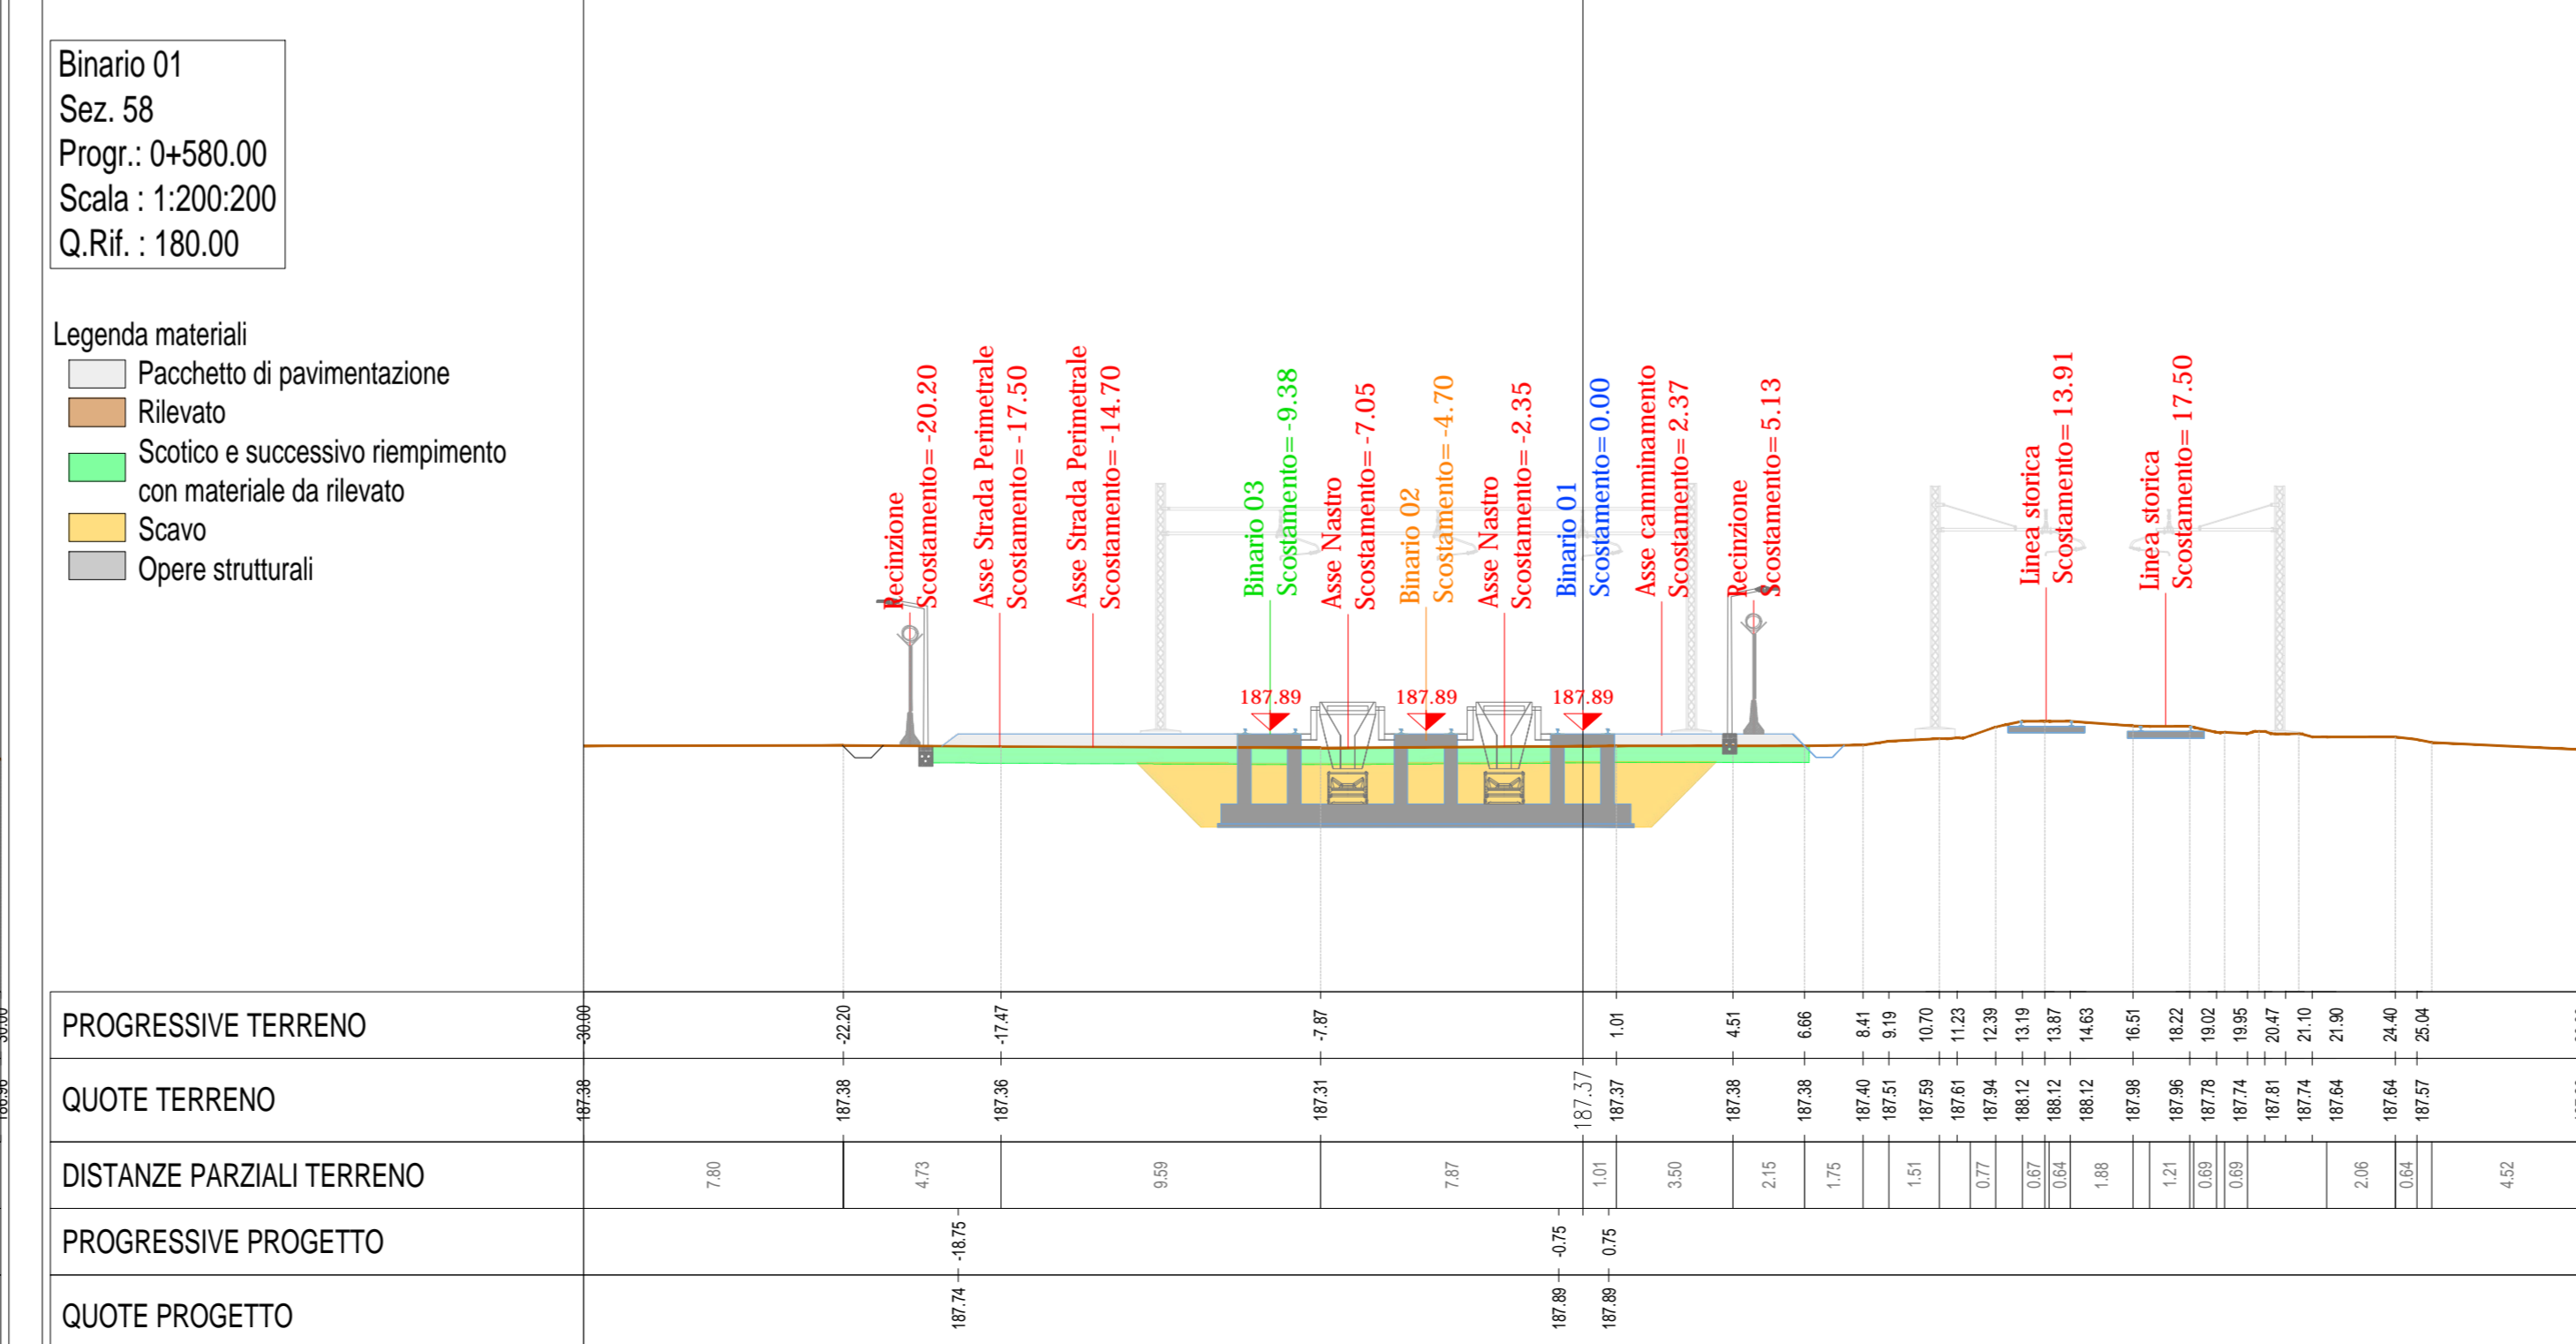 Binario 01
Sez. 58
Progr.: 0+580.00
Scala : 1:200:200
Q.Rif. : 180.00
Legenda materiali
Pacchetto di pavimentazione
Rilevato
Scotico e successivo riempimento
con materiale da rilevato
Scavo
Opere strutturali
Recinzione
Scostamento= -20.20
Asse Strada Perimetrale
Scostamento= -17.50
Asse Strada Perimetrale
Scostamento= -14.70
Binario 03
Scostamento= -9.38
Asse Nastro
Scostamento= -7.05
Binario 02
Scostamento= -4.70
Asse Nastro
Scostamento= -2.35
Binario 01
Scostamento= 0.00
Asse camminamento
Scostamento= 2.37
Recinzione
Scostamento= 5.13
Linea storica
Scostamento= 13.91
Linea storica
Scostamento= 17.50
187.89 187.89 187.89
PROGRESSIVE TERRENO -30.00 -22.20 -17.47 -7.87 1.01 4.51 6.66 8.41 9.19 10.70 11.23 12.39 13.19 13.87 14.63 16.51 18.22 19.02 19.95 20.47 21.10 21.90 24.40 25.04
QUOTE TERRENO 187.38 187.38 187.36 187.31 187.37 187.37 187.38 187.38 187.40 187.51 187.59 187.61 187.94 188.12 188.12 188.12 187.98 187.96 187.78 187.74 187.81 187.74 187.64 187.64 187.57
DISTANZE PARZIALI TERRENO 7.80 4.73 9.59 7.87 1.01 3.50 2.15 1.75 1.51 0.77 0.67 0.64 1.88 1.21 0.69 0.69 2.06 0.64 4.52
PROGRESSIVE PROGETTO -18.75 -0.75 0.75
QUOTE PROGETTO 187.74 187.89 187.89